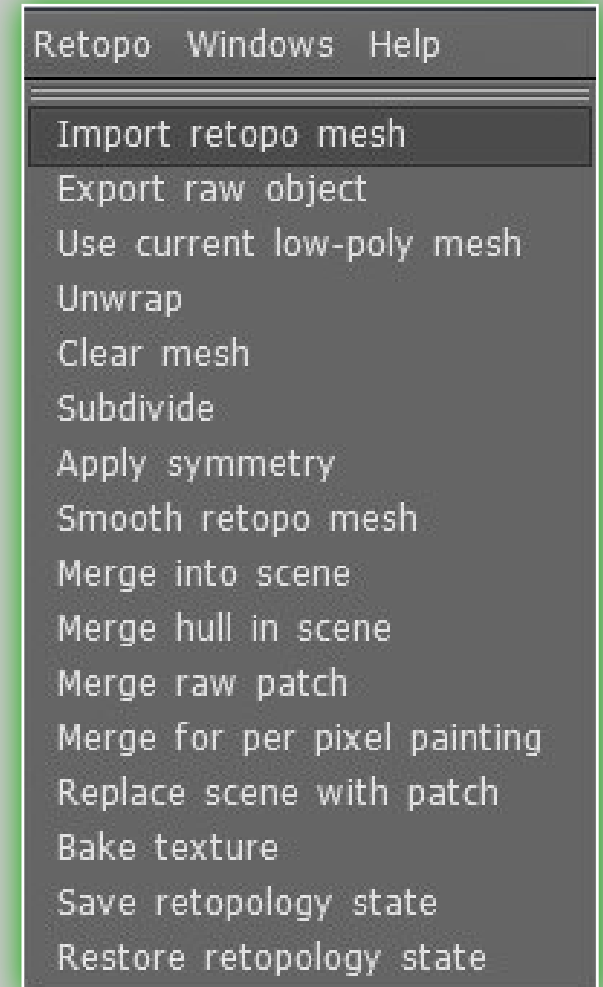 Retopo Windows Help
Import retopo mesh
Export raw object
Use current low-poly mesh
Unwrap
Clear mesh
Subdivide
Apply symmetry
Smooth retopo mesh
Merge into scene
Merge hull in scene
Merge raw patch
Merge for per pixel painting
Replace scene with patch
Bake texture
Save retopology state
Restore retopology state